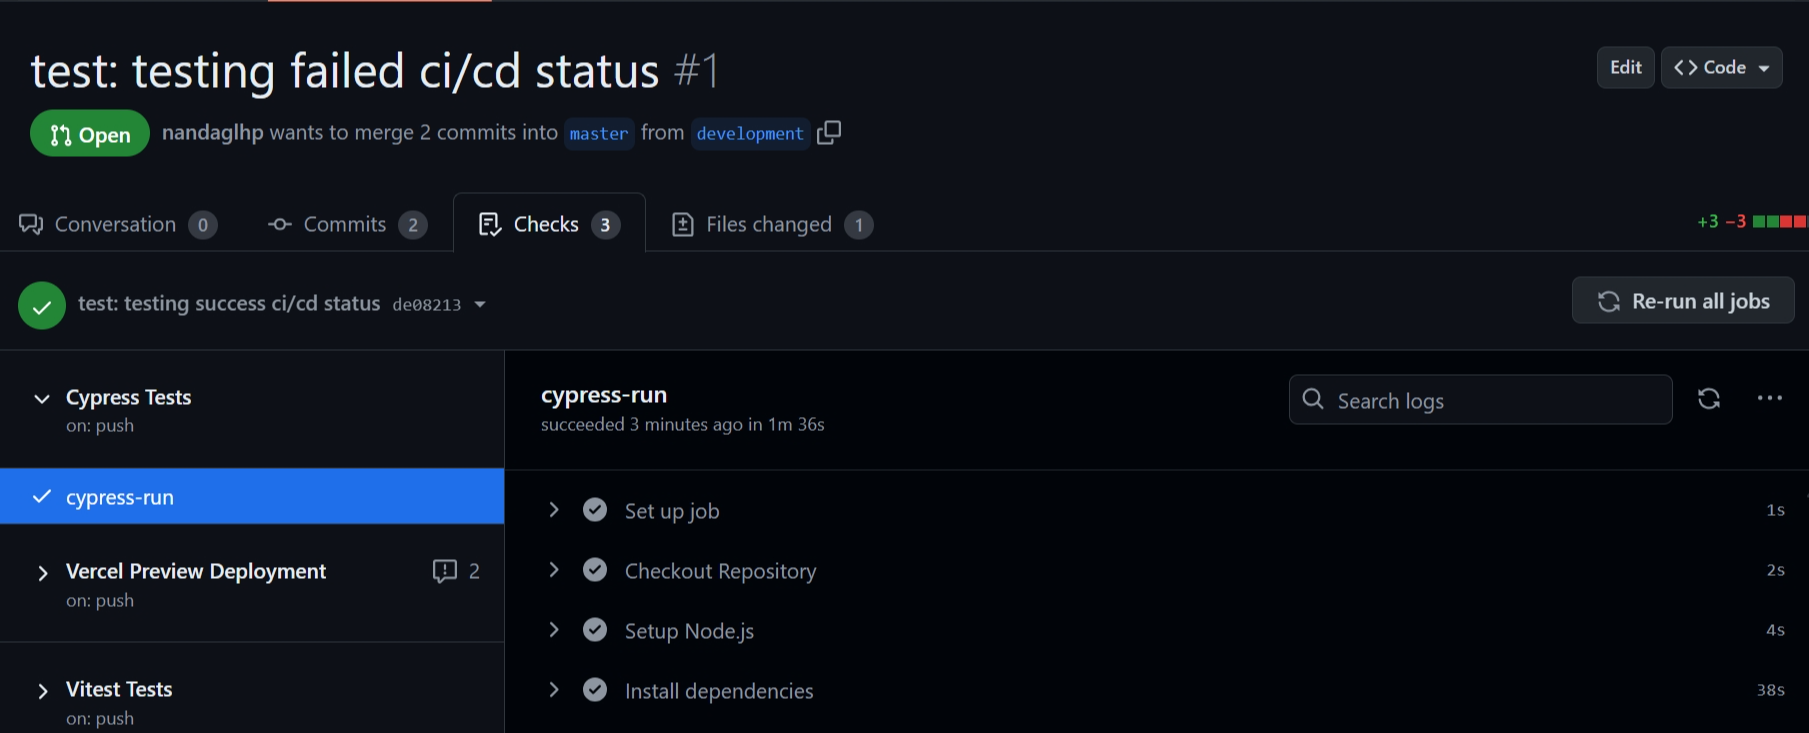 test: testing failed ci/cd status #1
Edit
<> Code
Open
nandaglhp wants to merge 2 commits into master from development
Conversation 0
Commits 2
Checks 3
Files changed 1
+3 −3
test: testing success ci/cd status de08213
Re-run all jobs
Cypress Tests
on: push
cypress-run
Vercel Preview Deployment 2
on: push
Vitest Tests
on: push
cypress-run
succeeded 3 minutes ago in 1m 36s
Search logs
Set up job 1s
Checkout Repository 2s
Setup Node.js 4s
Install dependencies 38s